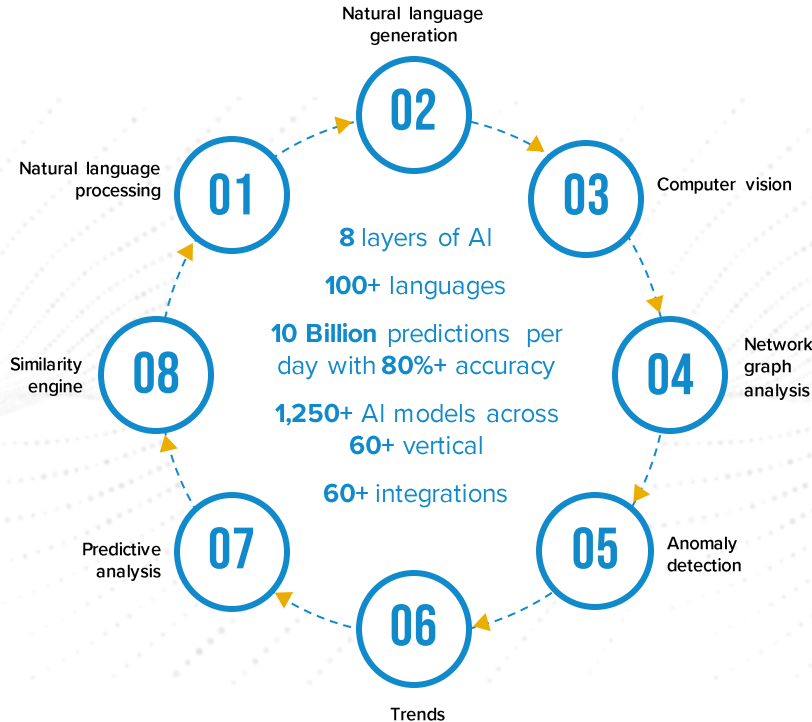 Natural language
generation
02
01
Natural language
processing
03
Computer vision
8 layers of AI
100+ languages
10 Billion predictions per
day with 80%+ accuracy
1,250+ AI models across
60+ vertical
60+ integrations
08
Similarity
engine
04
Network
graph
analysis
07
Predictive
analysis
05
Anomaly
detection
06
Trends